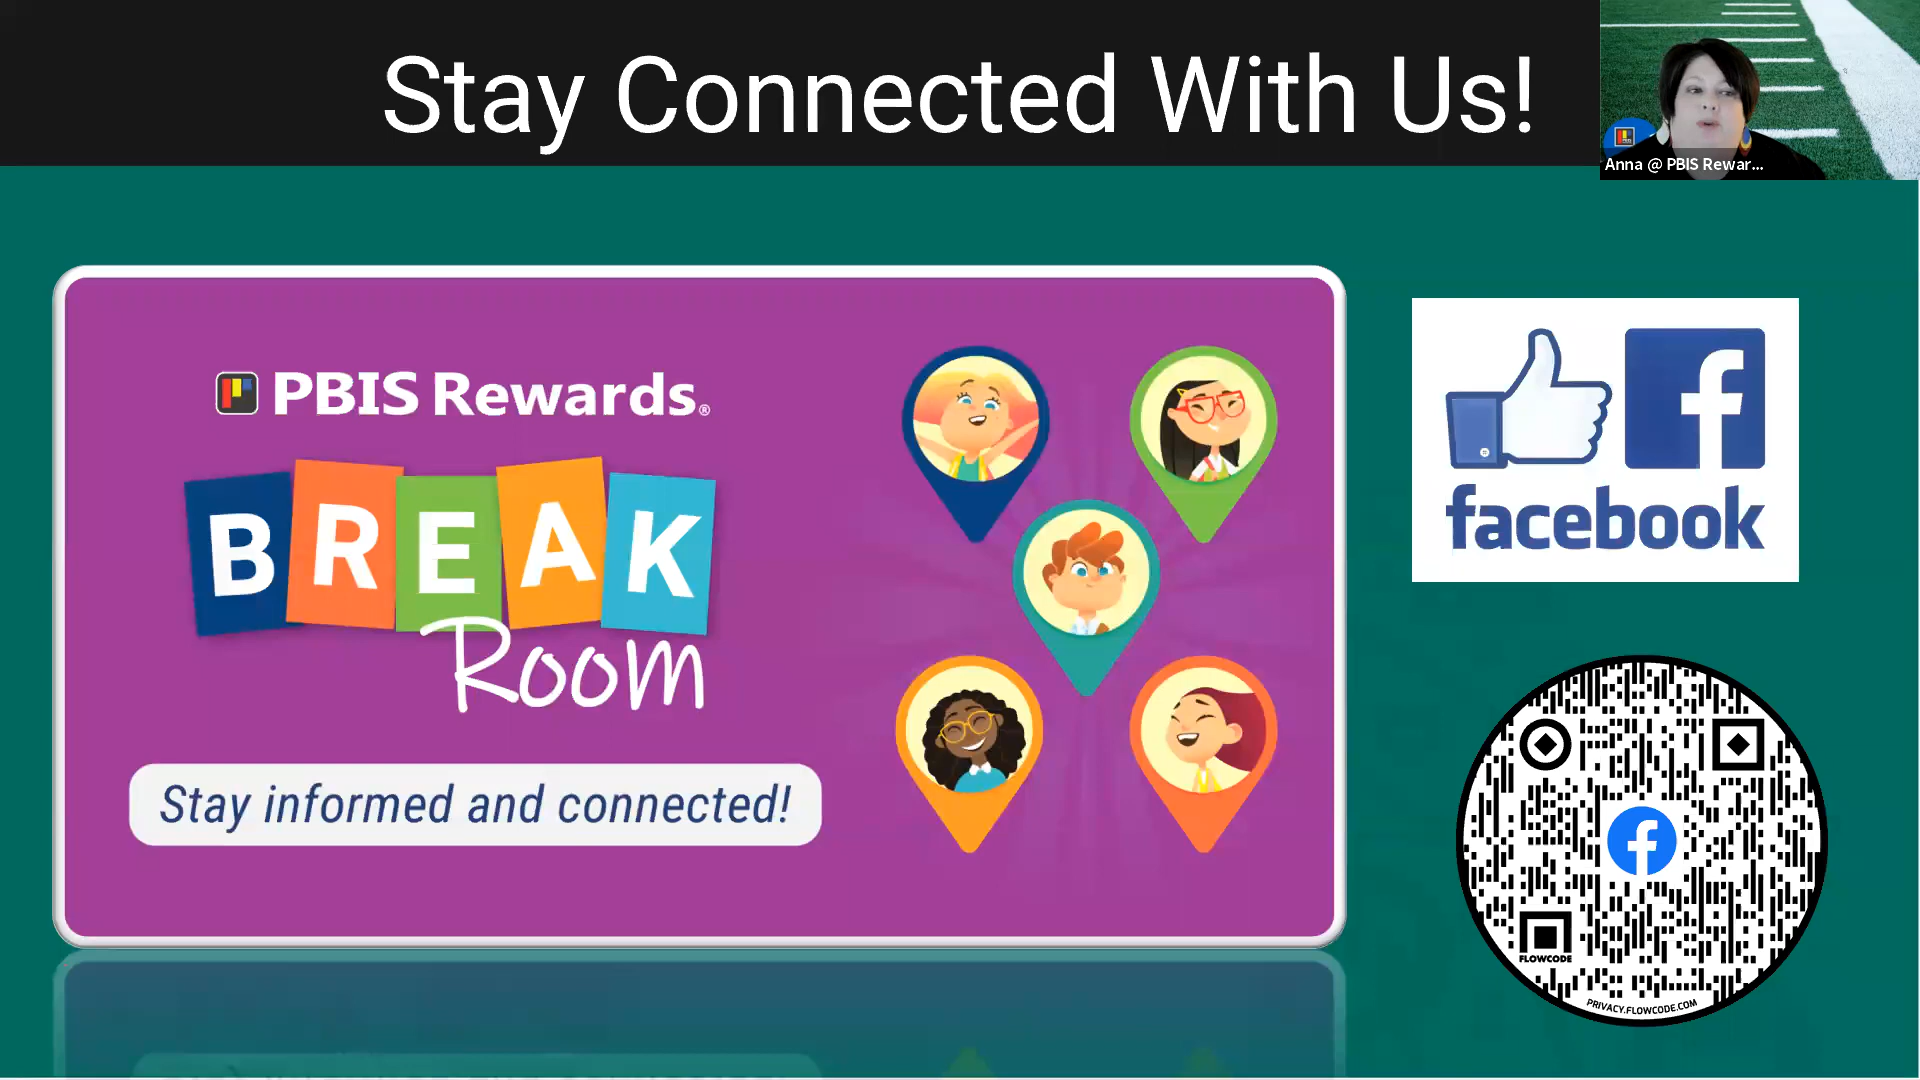 Stay Connected With Us!
Anna @ PBIS Rewar...
PBIS Rewards®
BREAK
Room
Stay informed and connected!
facebook
FLOWCODE
PRIVACY.FLOWCODE.COM